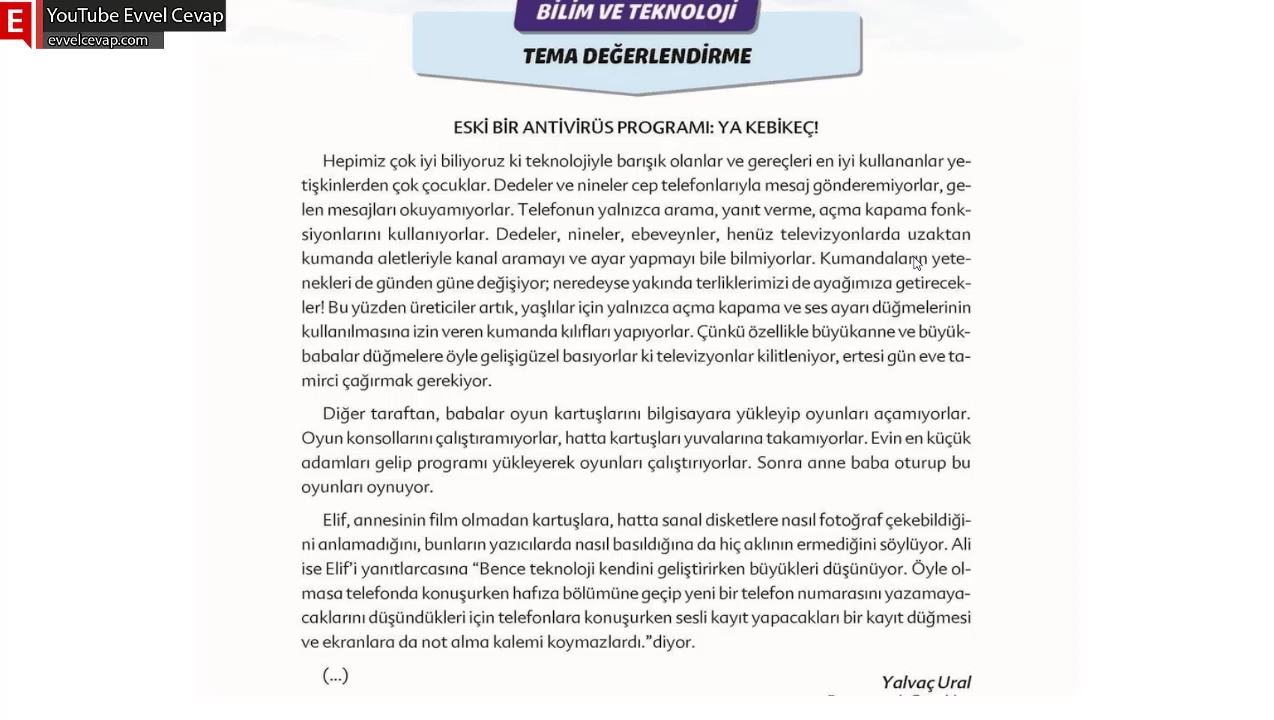 E
YouTube Evvel Cevap
evvelcevap.com
BİLİM VE TEKNOLOJİ
TEMA DEĞERLENDİRME
ESKİ BİR ANTİVİRÜS PROGRAMI: YA KEBİKEÇ!
Hepimiz çok iyi biliyoruz ki teknolojiyle barışık olanlar ve gereçleri en iyi kullananlar ye-
tişkinlerden çok çocuklar. Dedeler ve nineler cep telefonlarıyla mesaj gönderemiyorlar, ge-
len mesajları okuyamıyorlar. Telefonun yalnızca arama, yanıt verme, açma kapama fonk-
siyonlarını kullanıyorlar. Dedeler, nineler, ebeveynler, henüz televizyonlarda uzaktan
kumanda aletleriyle kanal aramayı ve ayar yapmayı bile bilmiyorlar. Kumandaların yete-
nekleri de günden güne değişiyor; neredeyse yakında terliklerimizi de ayağımıza getirecek-
ler! Bu yüzden üreticiler artık, yaşlılar için yalnızca açma kapama ve ses ayarı düğmelerinin
kullanılmasına izin veren kumanda kılıfları yapıyorlar. Çünkü özellikle büyükanne ve büyük-
babalar düğmelere öyle gelişigüzel basıyorlar ki televizyonlar kilitleniyor, ertesi gün eve ta-
mirci çağırmak gerekiyor.
Diğer taraftan, babalar oyun kartuşlarını bilgisayara yükleyip oyunları açamıyorlar.
Oyun konsollarını çalıştıramıyorlar, hatta kartuşları yuvalarına takamıyorlar. Evin en küçük
adamları gelip programı yükleyerek oyunları çalıştırıyorlar. Sonra anne baba oturup bu
oyunları oynuyor.
Elif, annesinin film olmadan kartuşlara, hatta sanal disketlere nasıl fotoğraf çekebildiği-
ni anlamadığını, bunların yazıcılarda nasıl basıldığına da hiç aklının ermediğini söylüyor. Ali
ise Elif’i yanıtlarcasına “Bence teknoloji kendini geliştirirken büyükleri düşünüyor. Öyle ol-
masa telefonda konuşurken hafıza bölümüne geçip yeni bir telefon numarasını yazamaya-
caklarını düşündükleri için telefonlara konuşurken sesli kayıt yapacakları bir kayıt düğmesi
ve ekranlara da not alma kalemi koymazlardı.”diyor.
(...)
Yalvaç Ural